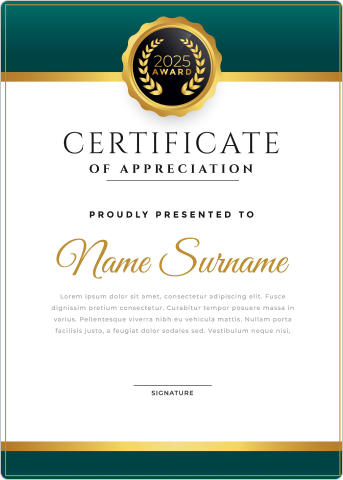 2025
AWARD
CERTIFICATE
OF APPRECIATION
PROUDLY PRESENTED TO
Name Surname
Lorem ipsum dolor sit amet, consectetur adipiscing elit. Fusce
dignissim pretium consectetur. Curabitur tempor posuere massa in
varius. Pellentesque viverra nibh eu vehicula mattis. Nullam porta
facilisis justo, a feugiat dolor sodales sed. Vestibulum neque nisi,
SIGNATURE